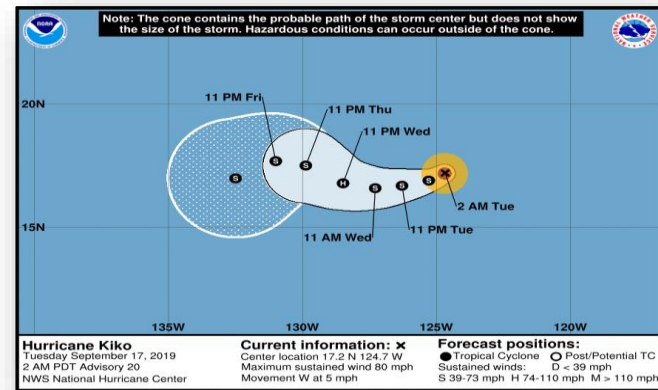 Note: The cone contains the probable path of the storm center but does not show
the size of the storm. Hazardous conditions can occur outside of the cone.
NOAA
20N
11 PM Fri
11 PM Thu
11 PM Wed
S
S
H
S
S
S
S
2 AM Tue
15N
11 AM Wed
11 PM Tue
135W
130W
125W
120W
Hurricane Kiko
Tuesday September 17, 2019
2 AM PDT Advisory 20
NWS National Hurricane Center
Current information: ×
Center location 17.2 N 124.7 W
Maximum sustained wind 80 mph
Movement W at 5 mph
Forecast positions:
● Tropical Cyclone ○ Post/Potential TC
Sustained winds: D < 39 mph
S 39-73 mph H 74-110 mph M > 110 mph